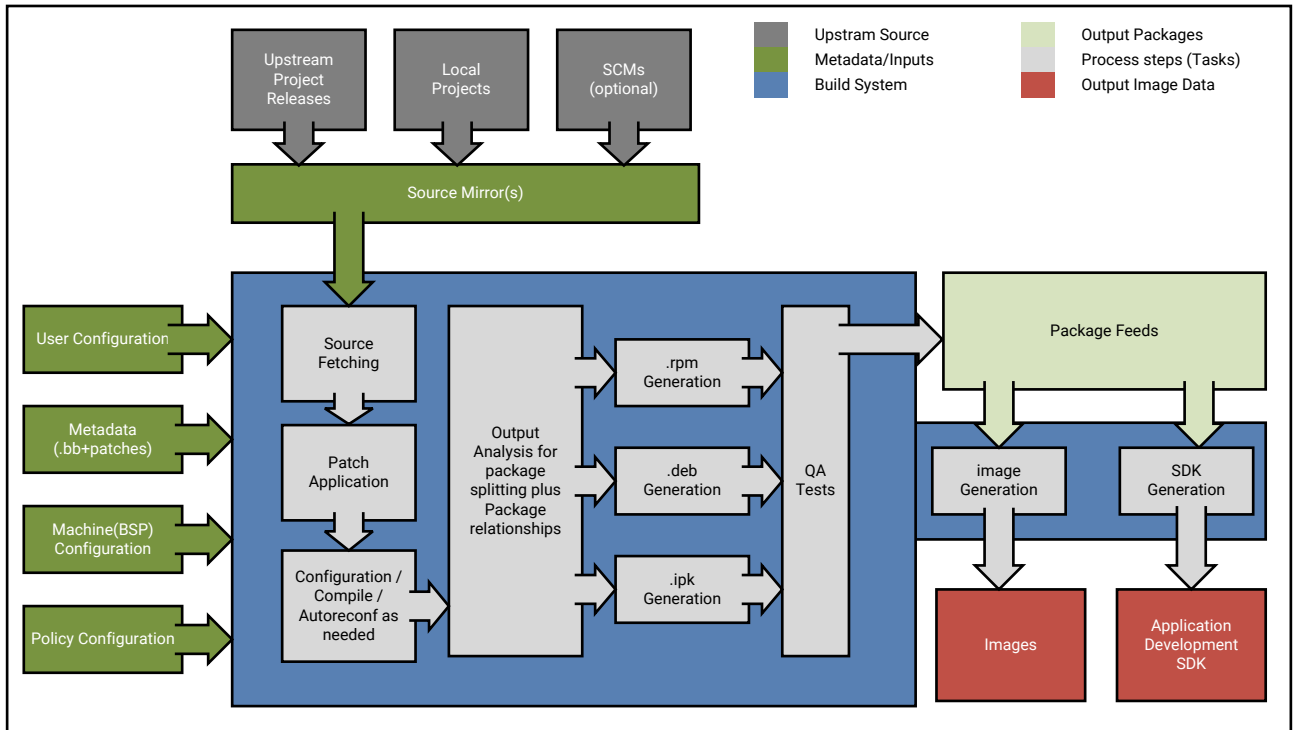 Upstream
Project
Releases
Local
Projects
SCMs
(optional)
Upstram Source
Metadata/Inputs
Build System
Output Packages
Process steps (Tasks)
Output Image Data
Source Mirror(s)
User Configuration
Metadata
(.bb+patches)
Machine(BSP)
Configuration
Policy Configuration
Source
Fetching
Patch
Application
Configuration /
Compile /
Autoreconf as
needed
Output
Analysis for
package
splitting plus
Package
relationships
.rpm
Generation
.deb
Generation
.ipk
Generation
QA
Tests
Package Feeds
image
Generation
SDK
Generation
Images
Application
Development
SDK